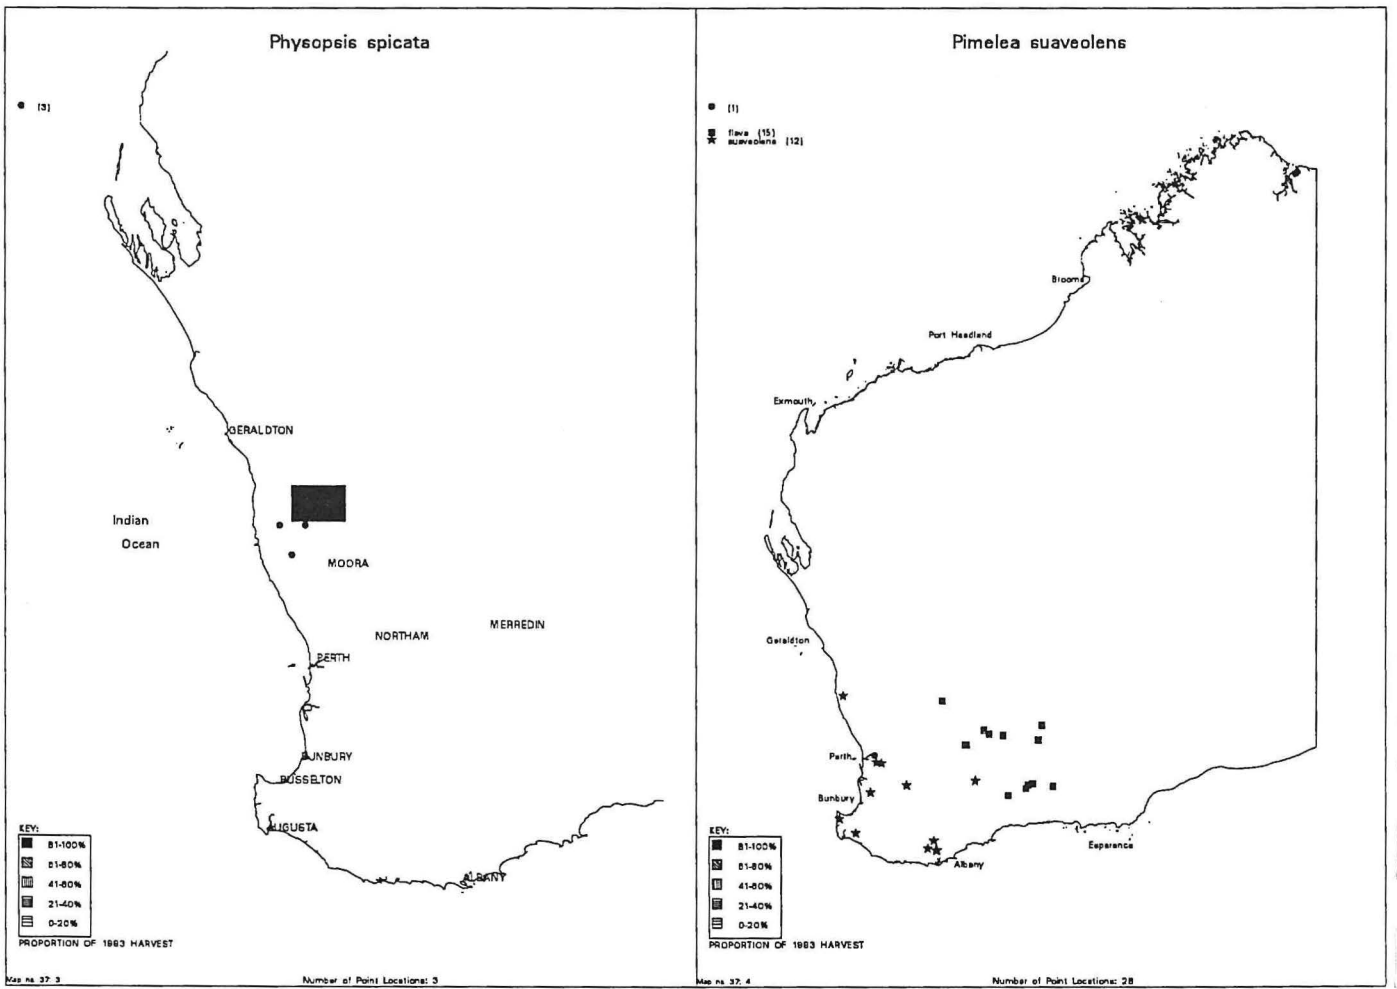 Physopsis spicata
(3)
GERALDTON
Indian
Ocean
MOORA
MERREDIN
NORTHAM
PERTH
BUNBURY
BUSSELTON
AUGUSTA
ALBANY
KEY:
81-100%
61-80%
41-60%
21-40%
0-20%
PROPORTION OF 1993 HARVEST
Map no. 37: 3
Number of Point Locations: 3
Pimelea suaveolens
(1)
flava (15)
suaveolens (12)
Broome
Port Headland
Exmouth
Geraldton
Perth
Bunbury
Esperance
Albany
KEY:
81-100%
61-80%
41-60%
21-40%
0-20%
PROPORTION OF 1993 HARVEST
Map no. 37: 4
Number of Point Locations: 28